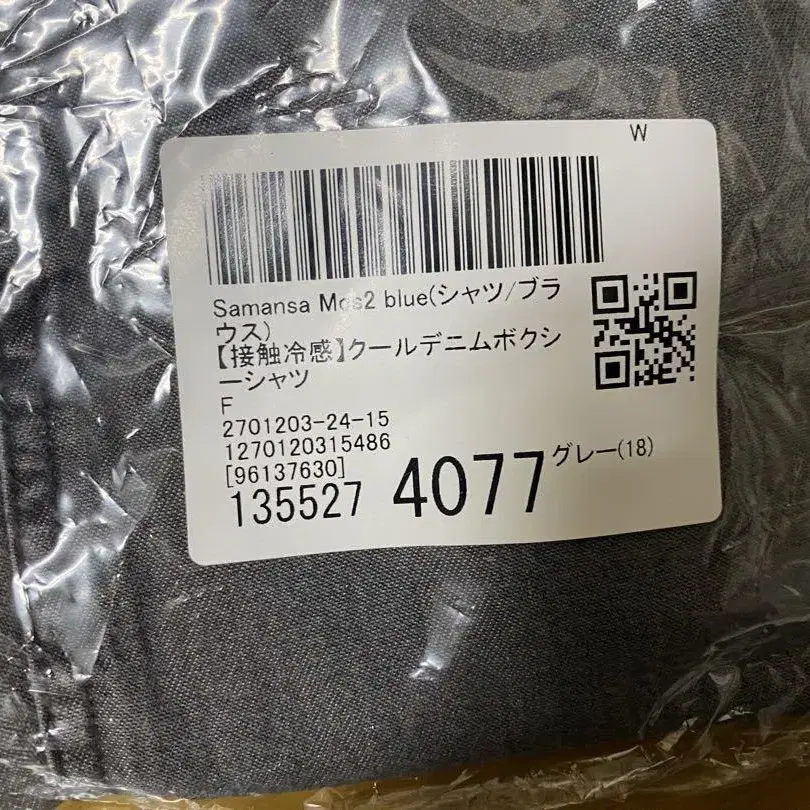 W
Samansa Mos2 blue(シャツ/ブラ
ウス)
【接触冷感】クールデニムボクシ
ーシャツ
F
2701203-24-15
1270120315486
[96137630]
135527 4077 グレー(18)